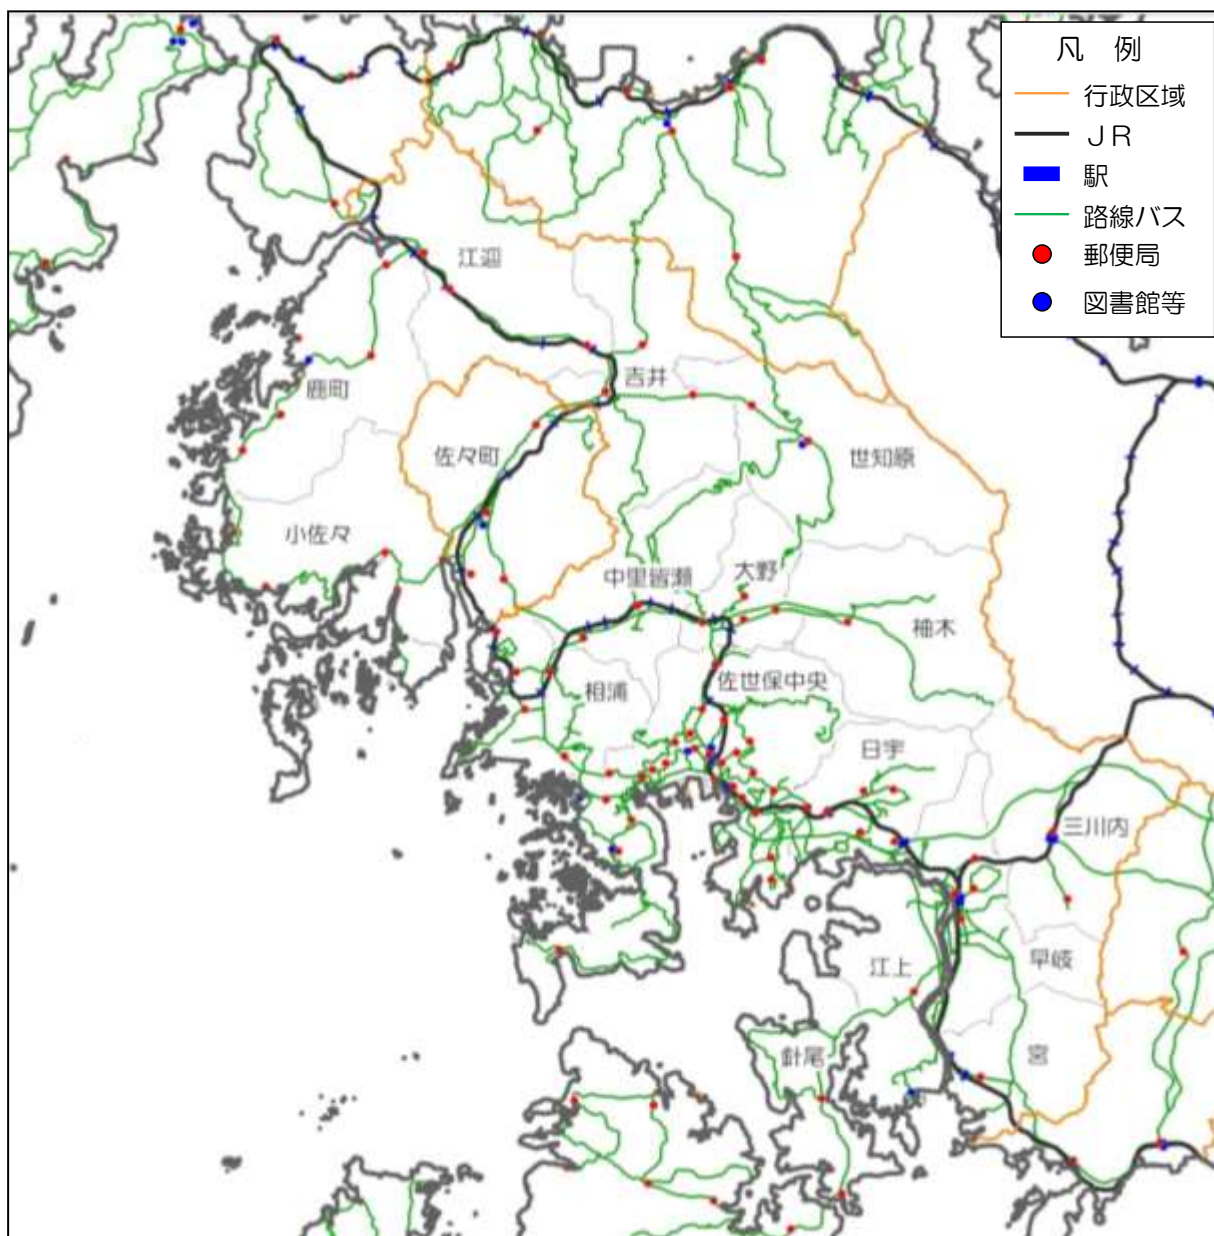 凡 例
行政区域
ＪＲ
駅
路線バス
郵便局
図書館等
江迎
鹿町
吉井
佐々町
世知原
小佐々
中里皆瀬
大野
柚木
相浦
佐世保中央
日宇
三川内
江上
早岐
針尾
宮